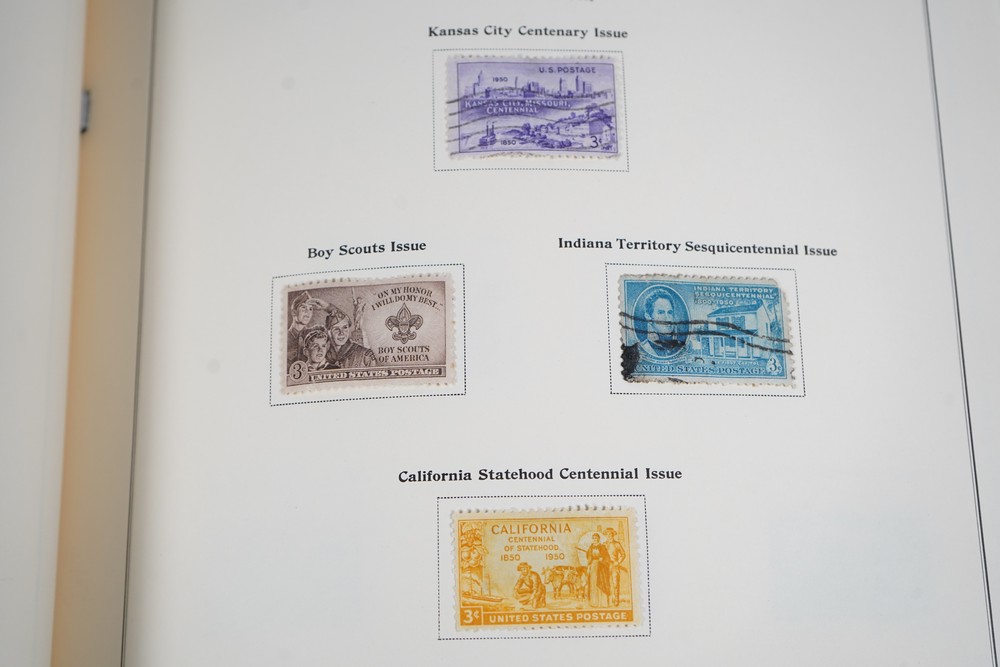 Kansas City Centenary Issue
U.S. POSTAGE
1950
KANSAS CITY, MISSOURI,
CENTENNIAL
1850
3¢
Boy Scouts Issue
"ON MY HONOR
I WILL DO MY BEST..."
BOY SCOUTS
OF AMERICA
3¢
UNITED STATES POSTAGE
Indiana Territory Sesquicentennial Issue
INDIANA TERRITORY
SESQUICENTENNIAL
1800-1950
3¢
UNITED STATES POSTAGE
California Statehood Centennial Issue
CALIFORNIA
CENTENNIAL
OF STATEHOOD
1850 1950
3¢ UNITED STATES POSTAGE